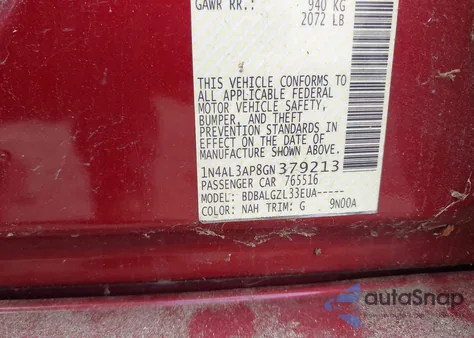 GAWR RR.: 940 KG
2072 LB
THIS VEHICLE CONFORMS TO
ALL APPLICABLE FEDERAL
MOTOR VEHICLE SAFETY,
BUMPER, AND THEFT
PREVENTION STANDARDS IN
EFFECT ON THE DATE OF
MANUFACTURE SHOWN ABOVE.
1N4AL3AP8GN379213
PASSENGER CAR 765516
MODEL: BDBALGZL33EUA-----
COLOR: NAH TRIM: G 9N00A
autoSnap